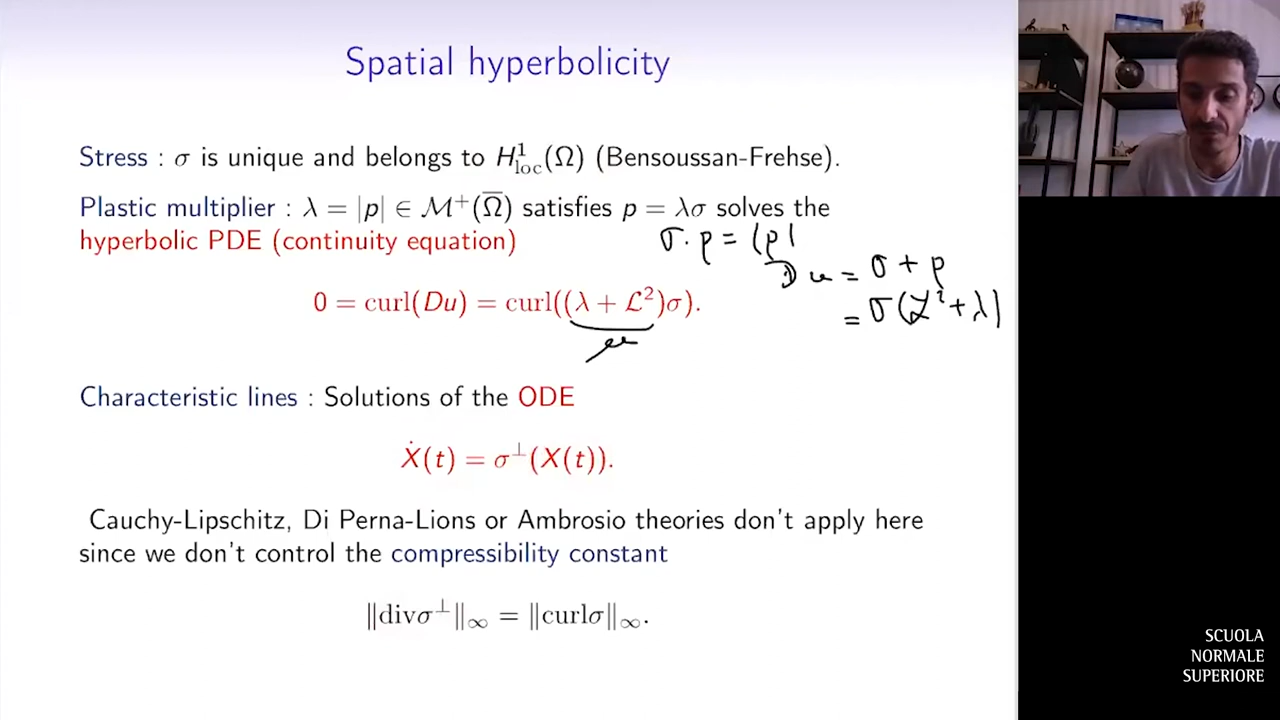 Spatial hyperbolicity
Stress : σ is unique and belongs to H¹loc(Ω) (Bensoussan-Frehse).
Plastic multiplier : λ = |p| ∈ M⁺(Ω̅) satisfies p = λσ solves the
hyperbolic PDE (continuity equation)
σ · p = |p|
Du = σ + p
= σ(L² + λ)
0 = curl(Du) = curl((λ + L²)σ).
μ
Characteristic lines : Solutions of the ODE
Ẋ(t) = σ⊥(X(t)).
Cauchy-Lipschitz, Di Perna-Lions or Ambrosio theories don't apply here
since we don't control the compressibility constant
‖divσ⊥‖∞ = ‖curlσ‖∞.
SCUOLA
NORMALE
SUPERIORE